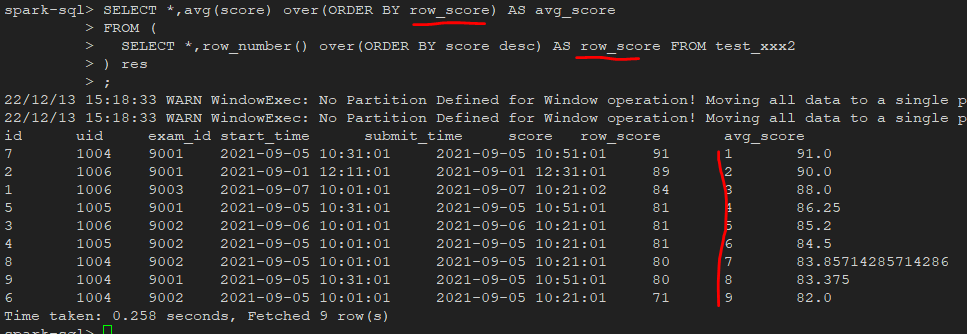 spark-sql> SELECT *,avg(score) over(ORDER BY row_score) AS avg_score
> FROM (
> SELECT *,row_number() over(ORDER BY score desc) AS row_score FROM test_xxx2
> ) res
> ;
22/12/13 15:18:33 WARN WindowExec: No Partition Defined for Window operation! Moving all data to a single p
22/12/13 15:18:33 WARN WindowExec: No Partition Defined for Window operation! Moving all data to a single p
id uid exam_id start_time submit_time score row_score avg_score
7 1004 9001 2021-09-05 10:31:01 2021-09-05 10:51:01 91 1 91.0
2 1006 9001 2021-09-01 12:11:01 2021-09-01 12:31:01 89 2 90.0
1 1006 9003 2021-09-07 10:01:01 2021-09-07 10:21:02 84 3 88.0
5 1005 9001 2021-09-05 10:31:01 2021-09-05 10:51:01 81 4 86.25
3 1006 9002 2021-09-06 10:01:01 2021-09-06 10:21:01 81 5 85.2
4 1005 9002 2021-09-05 10:01:01 2021-09-05 10:21:01 81 6 84.5
8 1004 9002 2021-09-05 10:01:01 2021-09-05 10:21:01 80 7 83.85714285714286
9 1004 9001 2021-09-05 10:31:01 2021-09-05 10:51:01 80 8 83.375
6 1004 9002 2021-09-05 10:01:01 2021-09-05 10:21:01 71 9 82.0
Time taken: 0.258 seconds, Fetched 9 row(s)
spark-sql>